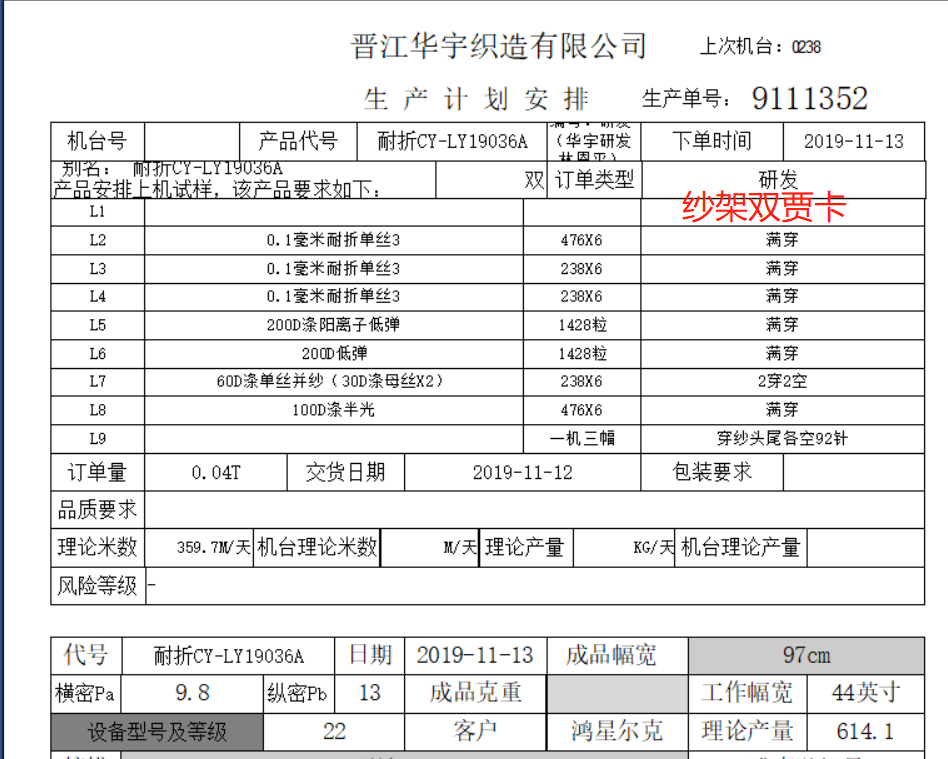 晋江华宇织造有限公司 上次机台：0238
生产计划安排 生产单号：9111352
机台号 产品代号 耐折CY-LY19036A (华宇研发 下单时间 2019-11-13
别名： 耐折CY-LY19036A
产品安排上机试样，该产品要求如下： 双 订单类型 研发
纱架双贾卡
L1
L2 0.1毫米耐折单丝3 476X6 满穿
L3 0.1毫米耐折单丝3 238X6 满穿
L4 0.1毫米耐折单丝3 238X6 满穿
L5 200D涤阳离子低弹 1428粒 满穿
L6 200D低弹 1428粒 满穿
L7 60D涤单丝并纱（30D涤母丝X2） 238X6 2穿2空
L8 100D涤半光 476X6 满穿
L9 一机三幅 穿纱头尾各空92针
订单量 0.04T 交货日期 2019-11-12 包装要求
品质要求
理论米数 359.7M/天 机台理论米数 M/天 理论产量 KG/天 机台理论产量
风险等级 -
代号 耐折CY-LY19036A 日期 2019-11-13 成品幅宽 97cm
横密Pa 9.8 纵密Pb 13 成品克重 工作幅宽 44英寸
设备型号及等级 22 客户 鸿星尔克 理论产量 614.1